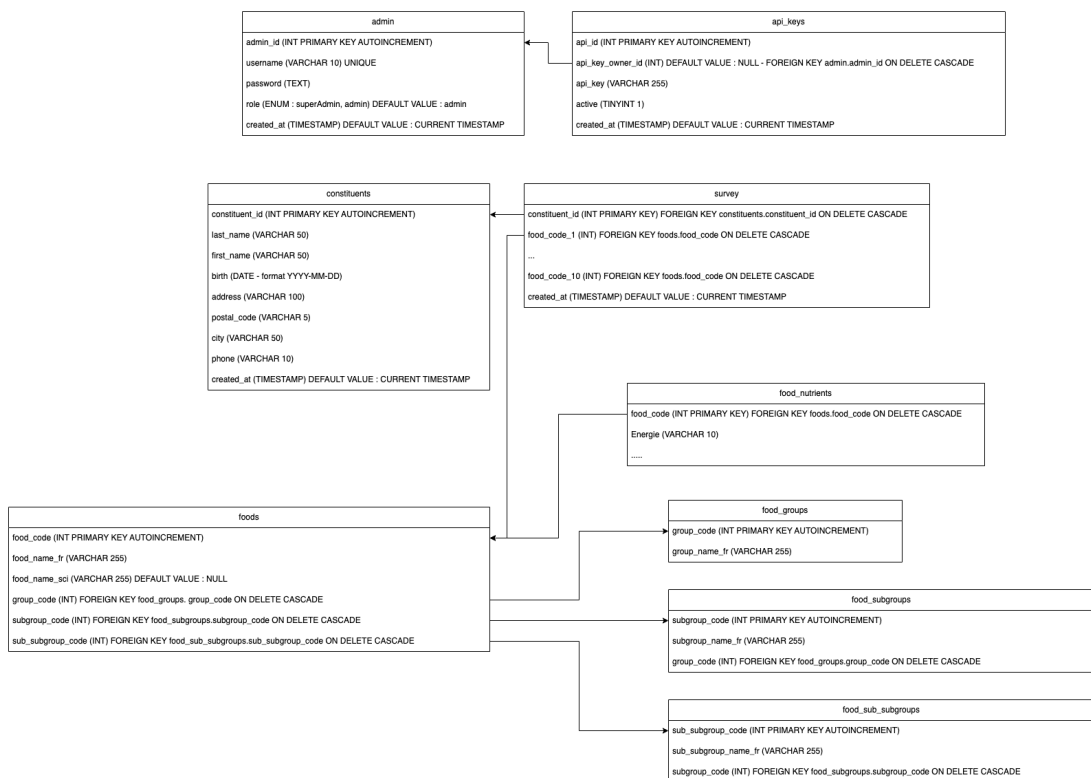 admin
admin_id (INT PRIMARY KEY AUTOINCREMENT)
username (VARCHAR 10) UNIQUE
password (TEXT)
role (ENUM : superAdmin, admin) DEFAULT VALUE : admin
created_at (TIMESTAMP) DEFAULT VALUE : CURRENT TIMESTAMP
api_keys
api_id (INT PRIMARY KEY AUTOINCREMENT)
api_key_owner_id (INT) DEFAULT VALUE : NULL - FOREIGN KEY admin.admin_id ON DELETE CASCADE
api_key (VARCHAR 255)
active (TINYINT 1)
created_at (TIMESTAMP) DEFAULT VALUE : CURRENT TIMESTAMP
constituents
constituent_id (INT PRIMARY KEY AUTOINCREMENT)
last_name (VARCHAR 50)
first_name (VARCHAR 50)
birth (DATE - format YYYY-MM-DD)
address (VARCHAR 100)
postal_code (VARCHAR 5)
city (VARCHAR 50)
phone (VARCHAR 10)
created_at (TIMESTAMP) DEFAULT VALUE : CURRENT TIMESTAMP
survey
constituent_id (INT PRIMARY KEY) FOREIGN KEY constituents.constituent_id ON DELETE CASCADE
food_code_1 (INT) FOREIGN KEY foods.food_code ON DELETE CASCADE
...
food_code_10 (INT) FOREIGN KEY foods.food_code ON DELETE CASCADE
created_at (TIMESTAMP) DEFAULT VALUE : CURRENT TIMESTAMP
food_nutrients
food_code (INT PRIMARY KEY) FOREIGN KEY foods.food_code ON DELETE CASCADE
Energie (VARCHAR 10)
.....
foods
food_code (INT PRIMARY KEY AUTOINCREMENT)
food_name_fr (VARCHAR 255)
food_name_sci (VARCHAR 255) DEFAULT VALUE : NULL
group_code (INT) FOREIGN KEY food_groups. group_code ON DELETE CASCADE
subgroup_code (INT) FOREIGN KEY food_subgroups.subgroup_code ON DELETE CASCADE
sub_subgroup_code (INT) FOREIGN KEY food_sub_subgroups.sub_subgroup_code ON DELETE CASCADE
food_groups
group_code (INT PRIMARY KEY AUTOINCREMENT)
group_name_fr (VARCHAR 255)
food_subgroups
subgroup_code (INT PRIMARY KEY AUTOINCREMENT)
subgroup_name_fr (VARCHAR 255)
group_code (INT) FOREIGN KEY food_groups.group_code ON DELETE CASCADE
food_sub_subgroups
sub_subgroup_code (INT PRIMARY KEY AUTOINCREMENT)
sub_subgroup_name_fr (VARCHAR 255)
subgroup_code (INT) FOREIGN KEY food_subgroups.subgroup_code ON DELETE CASCADE